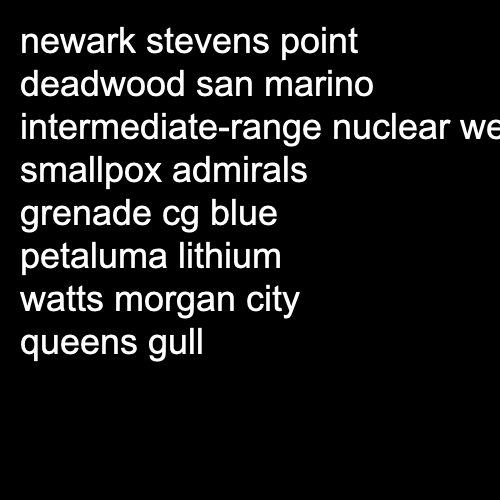 newark stevens point
deadwood san marino
intermediate-range nuclear
smallpox admirals
grenade cg blue
petaluma lithium
watts morgan city
queens gull